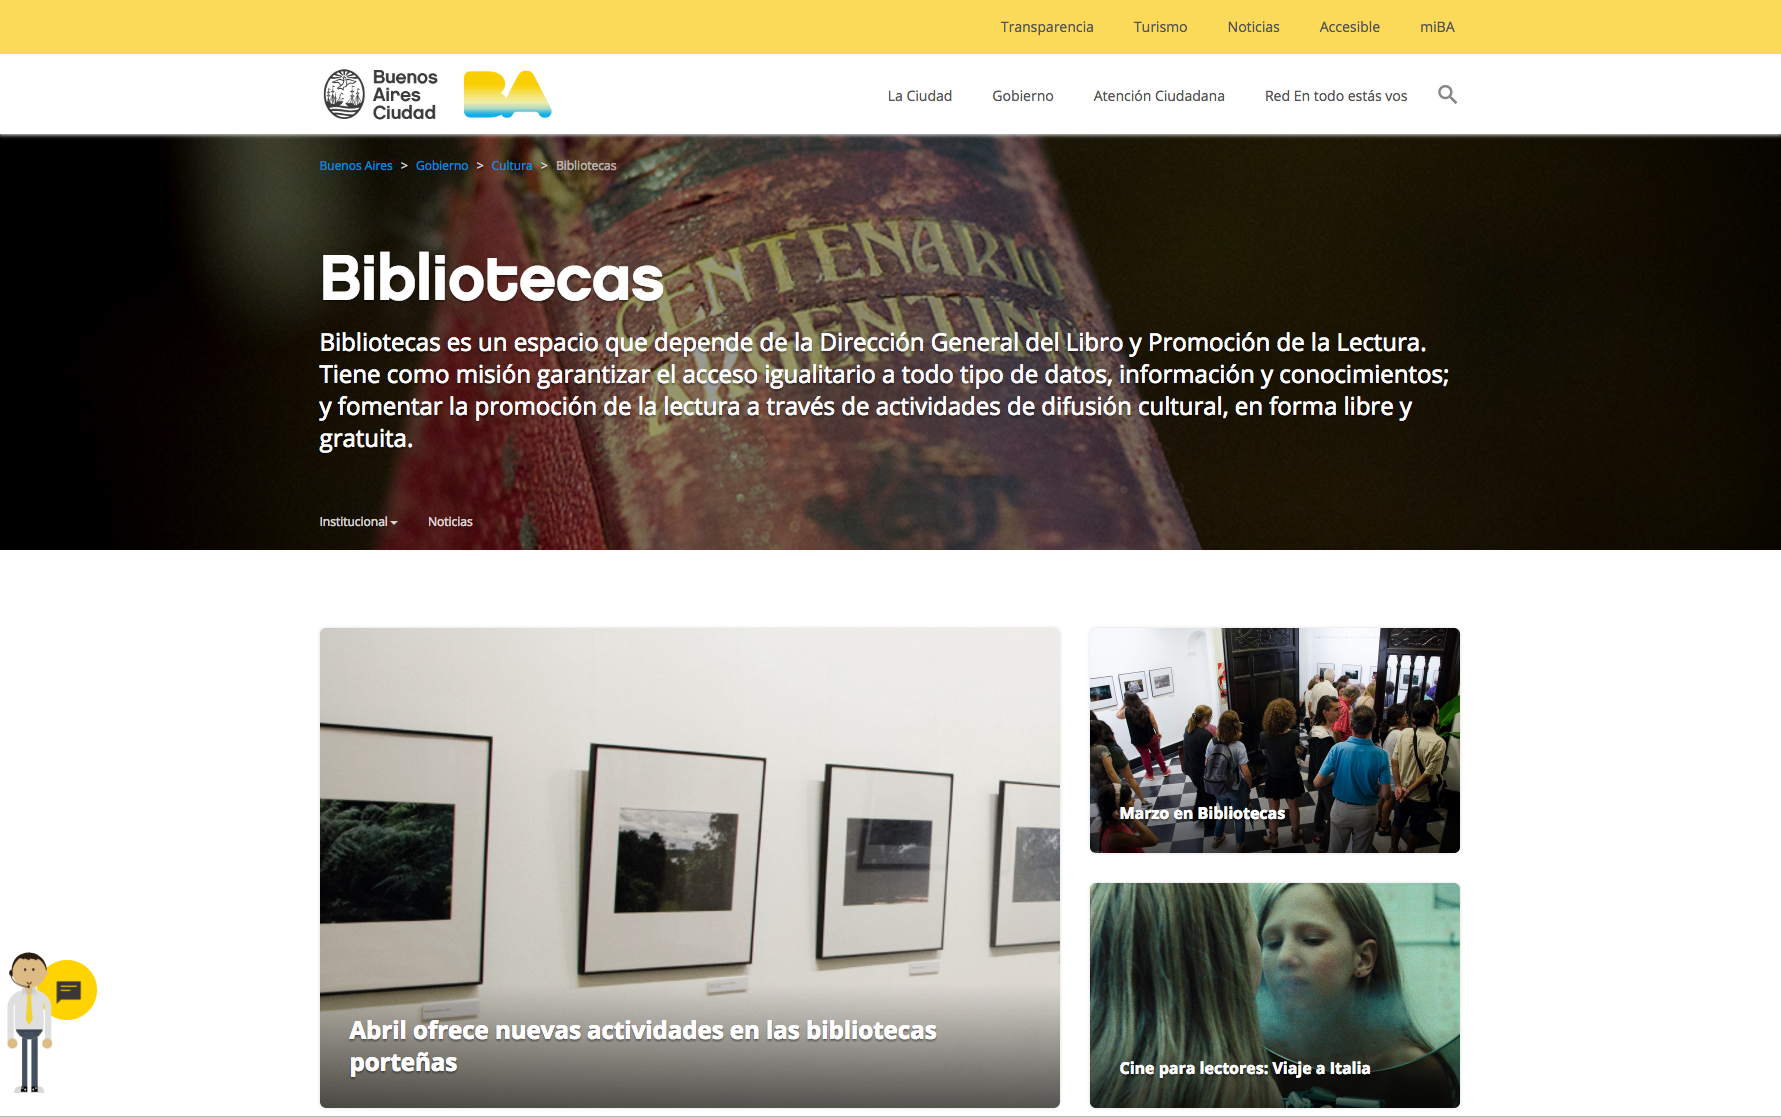 Transparencia
Turismo
Noticias
Accesible
miBA
Buenos
Aires
Ciudad
BA
La Ciudad
Gobierno
Atención Ciudadana
Red En todo estás vos
Buenos Aires > Gobierno > Cultura > Bibliotecas
CENTENARIO
ARGENTINO
Bibliotecas
Bibliotecas es un espacio que depende de la Dirección General del Libro y Promoción de la Lectura.
Tiene como misión garantizar el acceso igualitario a todo tipo de datos, información y conocimientos;
y fomentar la promoción de la lectura a través de actividades de difusión cultural, en forma libre y
gratuita.
Institucional
Noticias
Abril ofrece nuevas actividades en las bibliotecas
porteñas
Marzo en Bibliotecas
Cine para lectores: Viaje a Italia